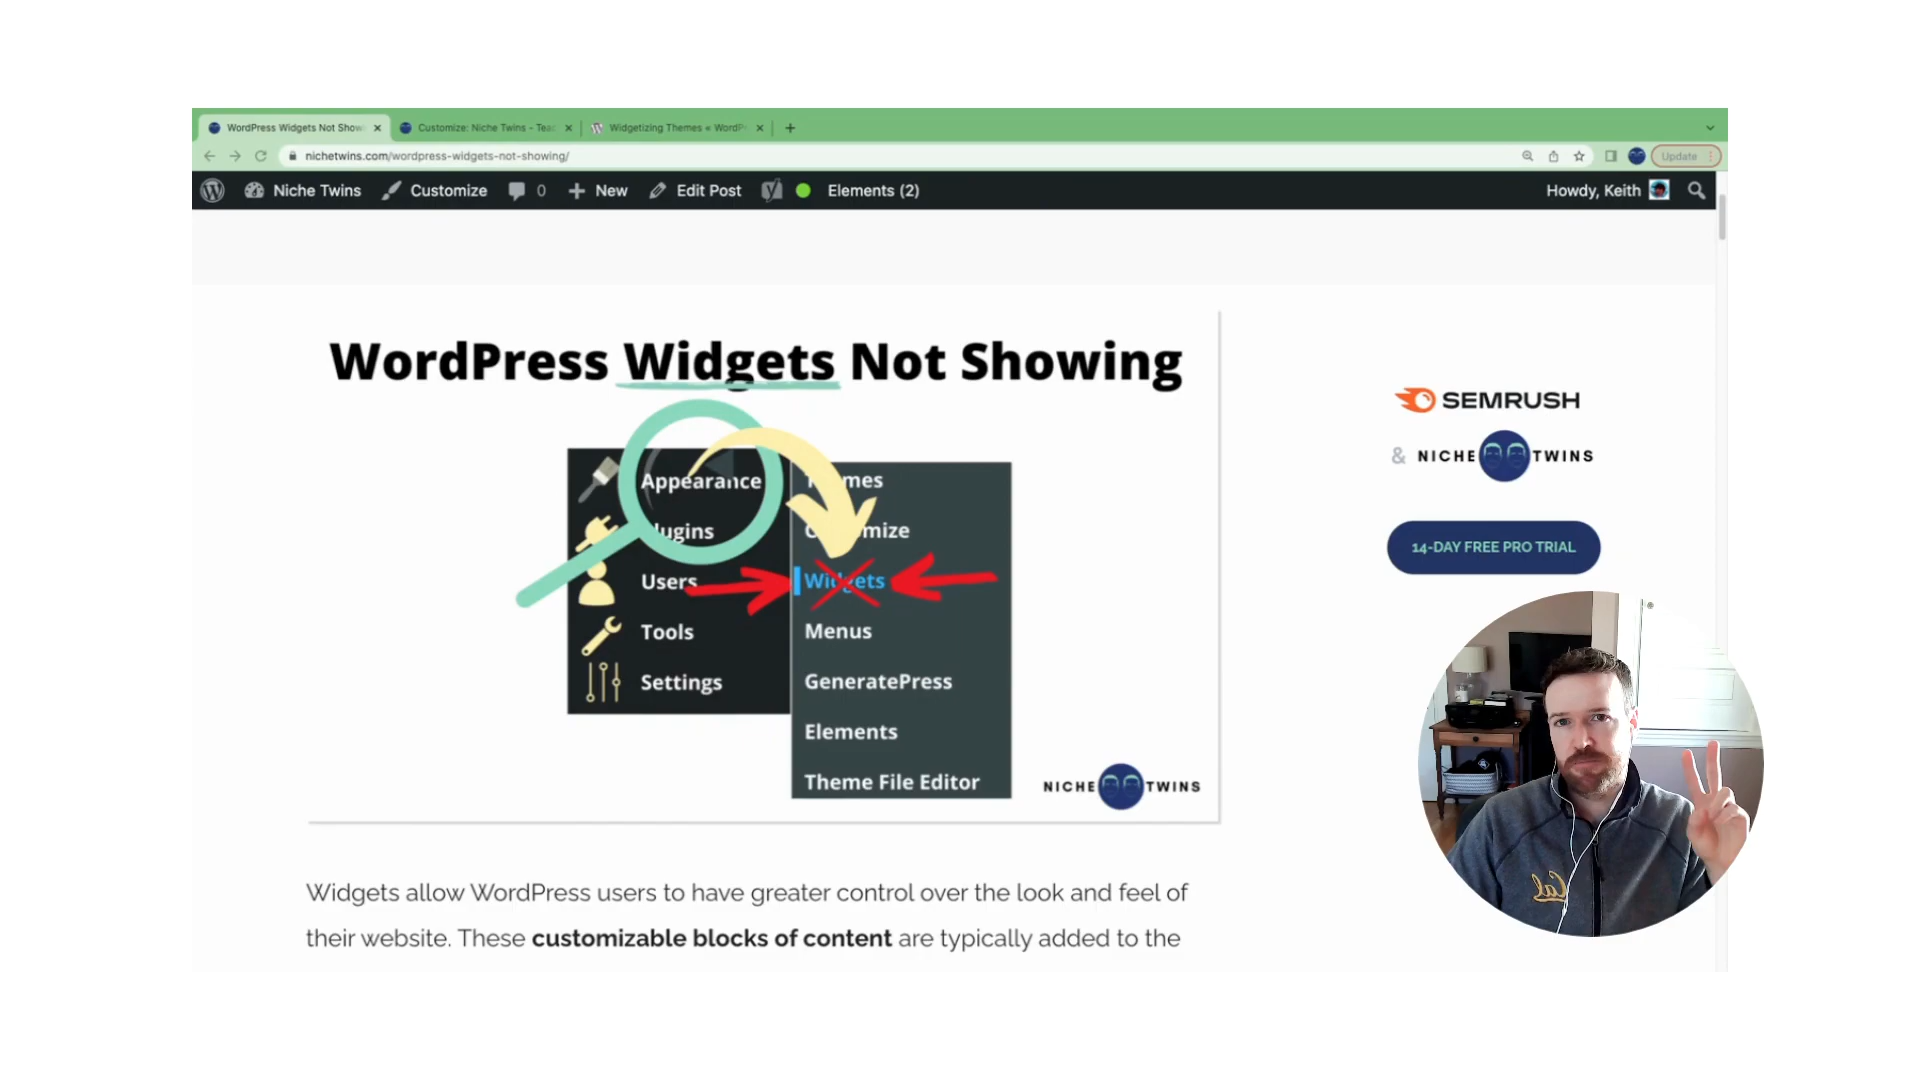 WordPress Widgets Not Show
Customize: Niche Twins - Tea
Widgetizing Themes « WordP
nichetwins.com/wordpress-widgets-not-showing/
Update
Niche Twins
Customize
0
New
Edit Post
Elements (2)
Howdy, Keith
WordPress Widgets Not Showing
Appearance
lugins
Users
Tools
Settings
mes
C mize
Widgets
Menus
GeneratePress
Elements
Theme File Editor
NICHE TWINS
SEMRUSH
& NICHE TWINS
14-DAY FREE PRO TRIAL
Cal
Widgets allow WordPress users to have greater control over the look and feel of
their website. These customizable blocks of content are typically added to the